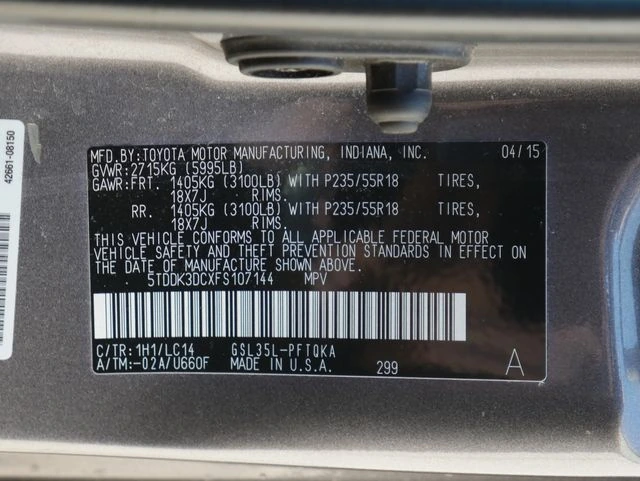 42661-08150
MFD.BY:TOYOTA MOTOR MANUFACTURING, INDIANA, INC. 04/15
GVWR:2715KG (5995LB)
GAWR:FRT. 1405KG (3100LB) WITH P235/55R18 TIRES,
18X7J RIMS.
RR. 1405KG (3100LB) WITH P235/55R18 TIRES,
18X7J RIMS.
THIS VEHICLE CONFORMS TO ALL APPLICABLE FEDERAL MOTOR
VEHICLE SAFETY AND THEFT PREVENTION STANDARDS IN EFFECT ON
THE DATE OF MANUFACTURE SHOWN ABOVE.
5TDDK3DCXFS107144 MPV
C/TR:1H1/LC14 GSL35L-PFTQKA
A/TM:-02A/U660F MADE IN U.S.A. 299 A